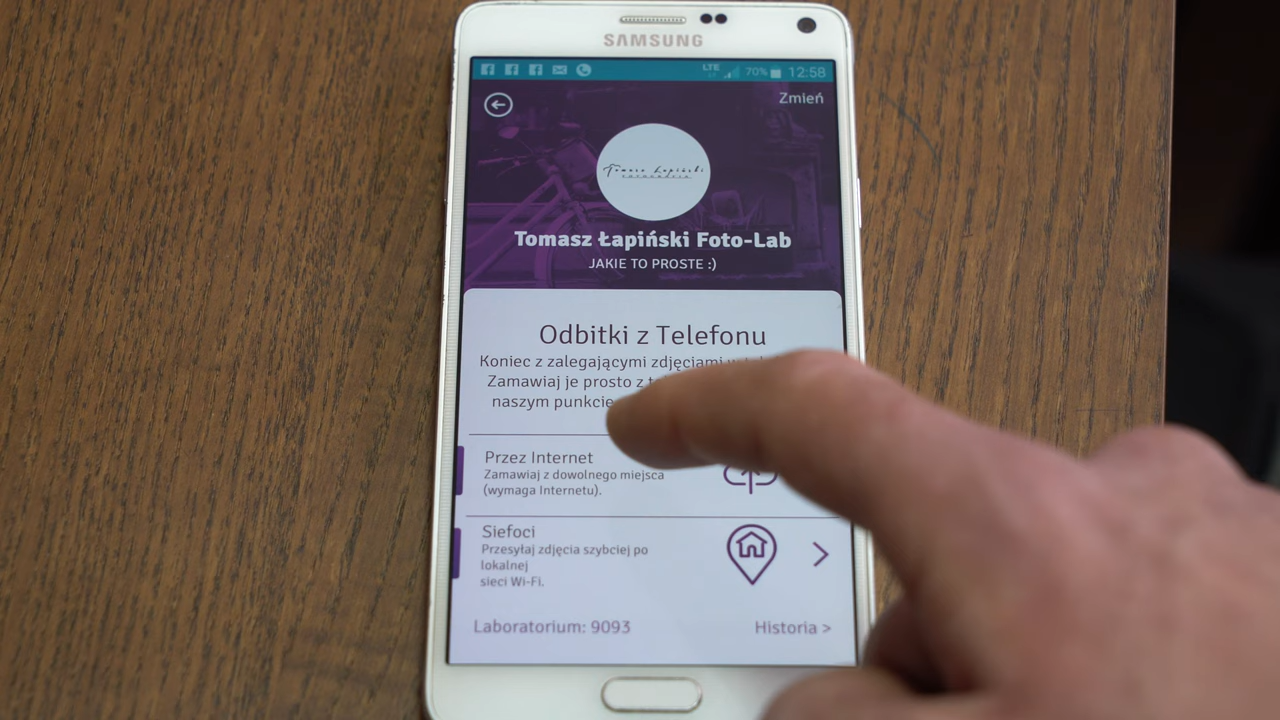 SAMSUNG
LTE 70% 12:58
Zmień
Tomasz Łapiński
Tomasz Łapiński Foto-Lab
JAKIE TO PROSTE :)
Odbitki z Telefonu
Koniec z zalegającymi zdjęciami
Zamawiaj je prosto z
naszym punkcie
Przez Internet
Zamawiaj z dowolnego miejsca
(wymaga Internetu).
Siefoci
Przesyłaj zdjęcia szybciej po
lokalnej
sieci Wi-Fi.
Laboratorium: 9093
Historia >